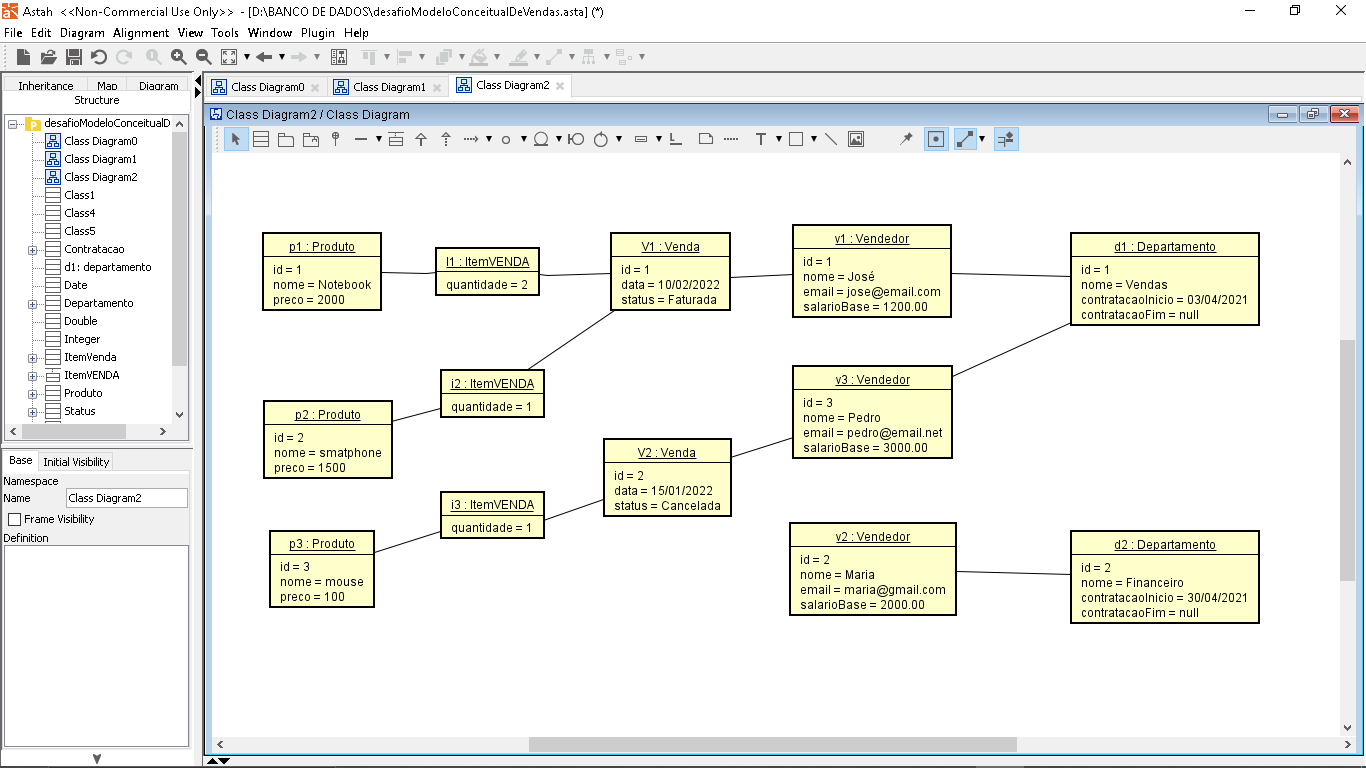 Astah <<Non-Commercial Use Only>> - [D:\BANCO DE DADOS\desafioModeloConceitualDeVendas.asta] (*)
File Edit Diagram Alignment View Tools Window Plugin Help
Inheritance Map Diagram
Structure
desafioModeloConceitualD
Class Diagram0
Class Diagram1
Class Diagram2
Class1
Class4
Class5
Contratacao
d1: departamento
Date
Departamento
Double
Integer
ItemVenda
ItemVENDA
Produto
Status
Base Initial Visibility
Namespace
Name Class Diagram2
Frame Visibility
Definition
Class Diagram0 Class Diagram1 Class Diagram2
Class Diagram2 / Class Diagram
p1 : Produto
id = 1
nome = Notebook
preco = 2000
I1 : ItemVENDA
quantidade = 2
V1 : Venda
id = 1
data = 10/02/2022
status = Faturada
v1 : Vendedor
id = 1
nome = José
email = jose@email.com
salarioBase = 1200.00
d1 : Departamento
id = 1
nome = Vendas
contratacaoInicio = 03/04/2021
contratacaoFim = null
p2 : Produto
id = 2
nome = smatphone
preco = 1500
i2 : ItemVENDA
quantidade = 1
v3 : Vendedor
id = 3
nome = Pedro
email = pedro@email.net
salarioBase = 3000.00
V2 : Venda
id = 2
data = 15/01/2022
status = Cancelada
p3 : Produto
id = 3
nome = mouse
preco = 100
i3 : ItemVENDA
quantidade = 1
v2 : Vendedor
id = 2
nome = Maria
email = maria@gmail.com
salarioBase = 2000.00
d2 : Departamento
id = 2
nome = Financeiro
contratacaoInicio = 30/04/2021
contratacaoFim = null